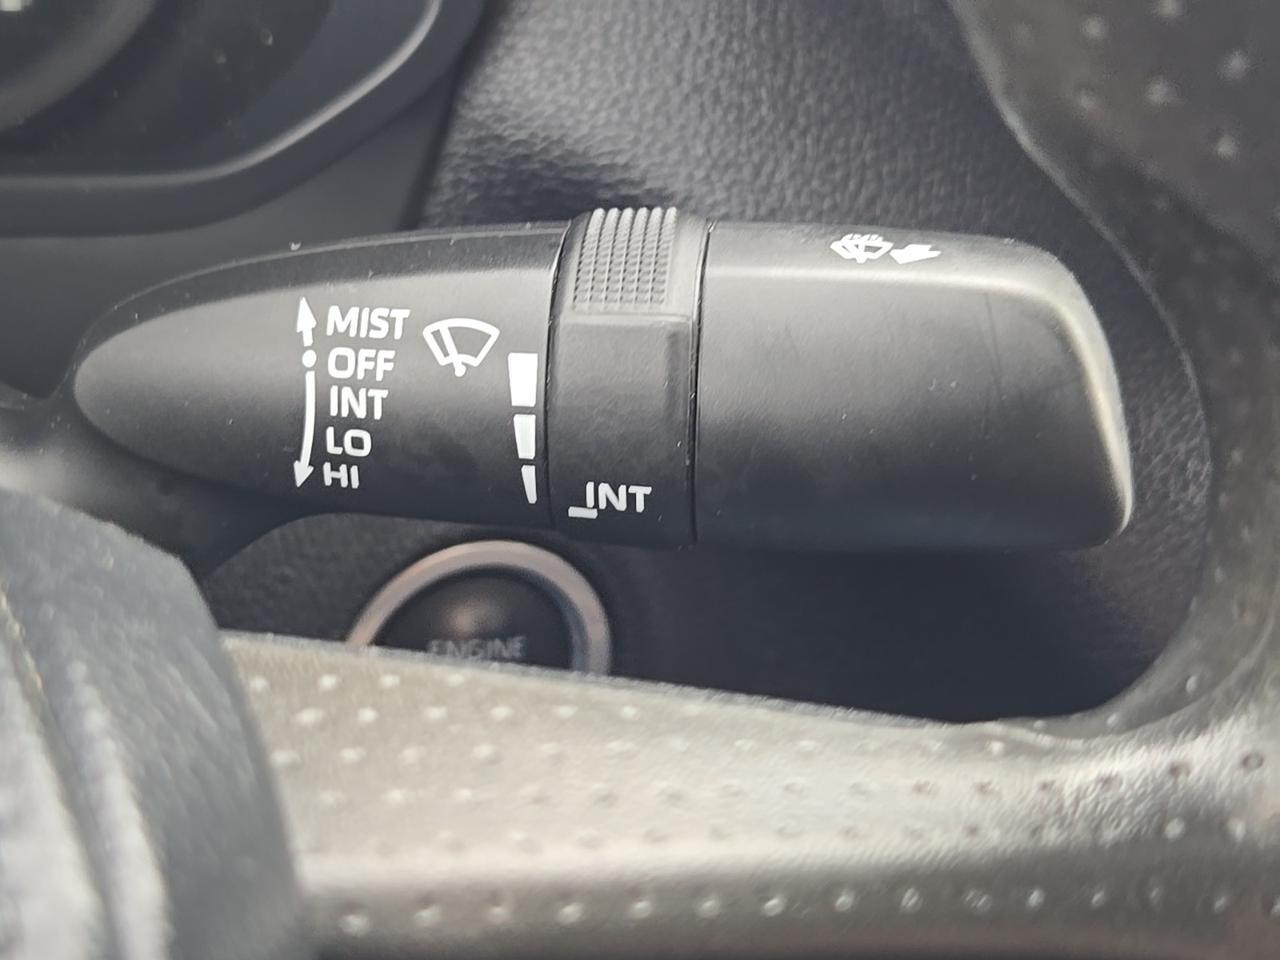 MIST
OFF
INT
LO
HI
INT
ENGINE